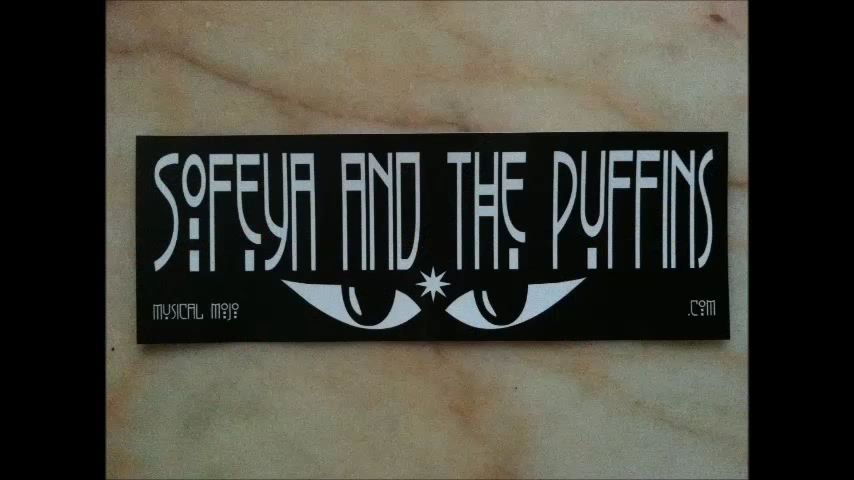 SOFEYA AND THE PUFFINS
MUSICAL MOJO
.COM